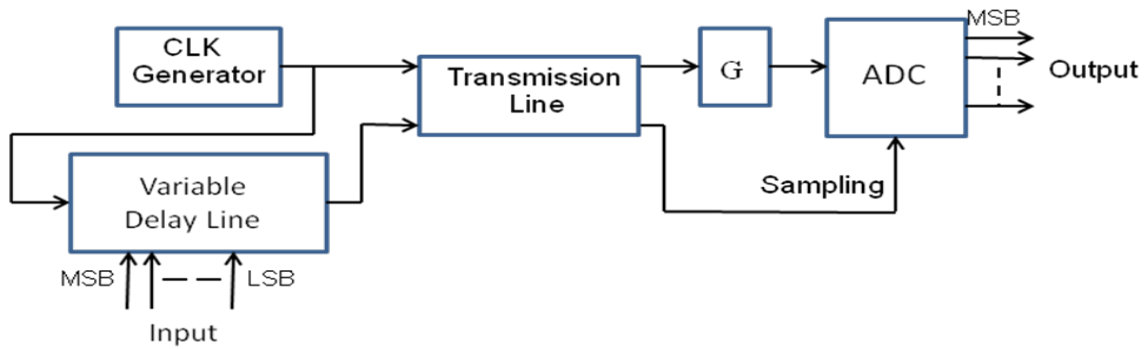 CLK
Generator
Transmission
Line
G
ADC
MSB
Output
Sampling
Variable
Delay Line
MSB
LSB
Input